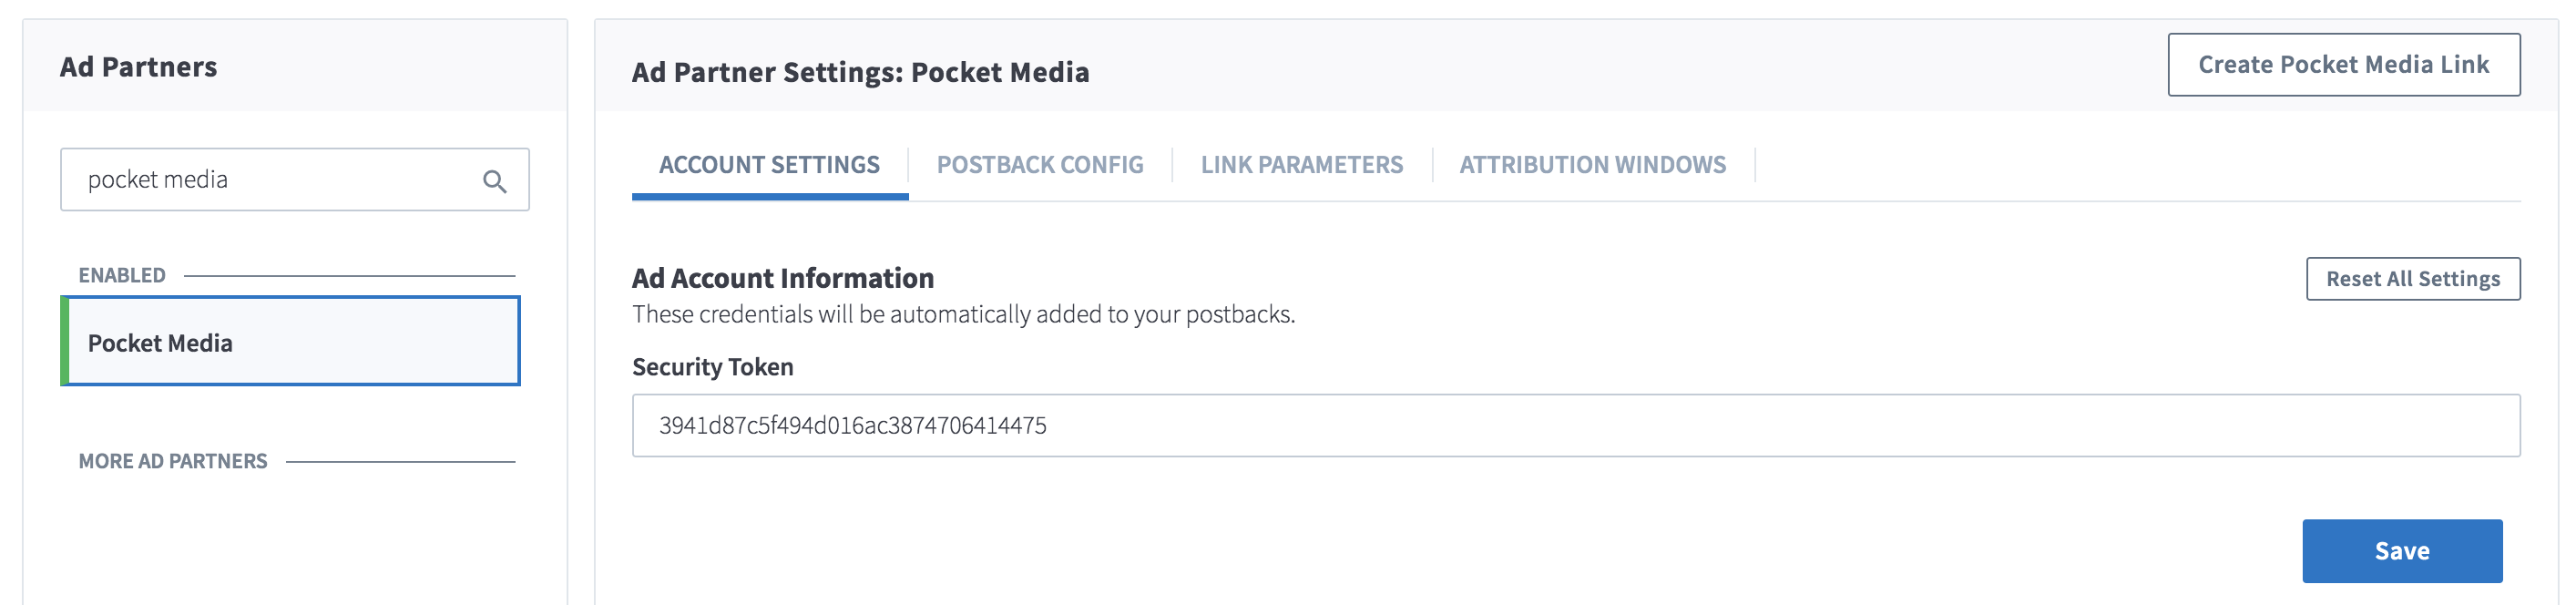 Ad Partners
pocket media
ENABLED
Pocket Media
MORE AD PARTNERS
Ad Partner Settings: Pocket Media
Create Pocket Media Link
ACCOUNT SETTINGS
POSTBACK CONFIG
LINK PARAMETERS
ATTRIBUTION WINDOWS
Ad Account Information
Reset All Settings
These credentials will be automatically added to your postbacks.
Security Token
3941d87c5f494d016ac3874706414475
Save